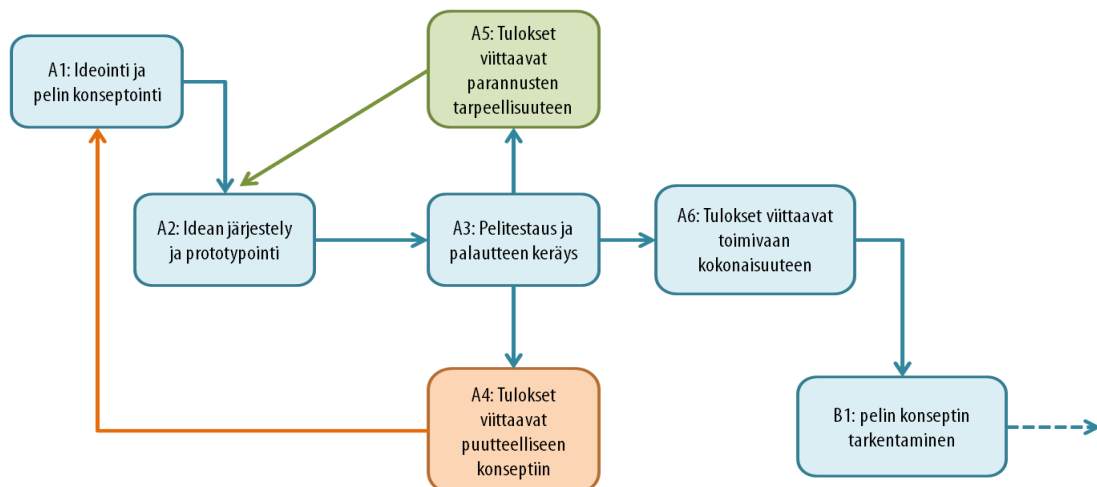 A1: Ideointi ja
pelin konseptointi
A5: Tulokset
viittaavat
parannusten
tarpeellisuuteen
A2: Idean järjestely
ja prototypointi
A3: Pelitestaus ja
palautteen keräys
A6: Tulokset viittaavat
toimivaan
kokonaisuuteen
A4: Tulokset
viittaavat
puutteelliseen
konseptiin
B1: pelin konseptin
tarkentaminen